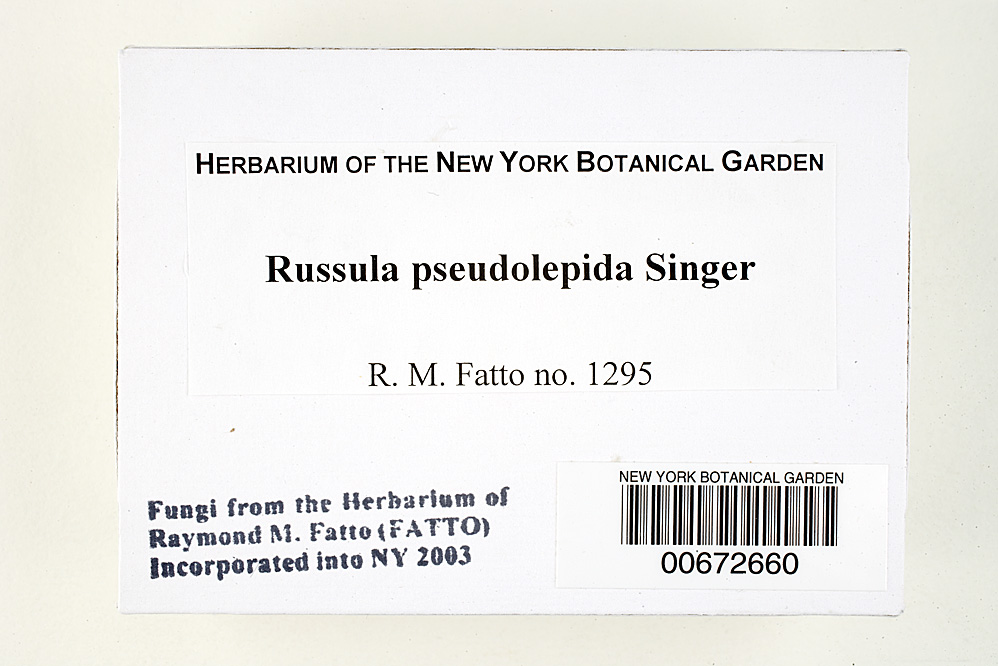 HERBARIUM OF THE NEW YORK BOTANICAL GARDEN
Russula pseudolepida Singer
R. M. Fatto no. 1295
Fungi from the Herbarium of
Raymond M. Fatto (FATTO)
Incorporated into NY 2003
NEW YORK BOTANICAL GARDEN
00672660